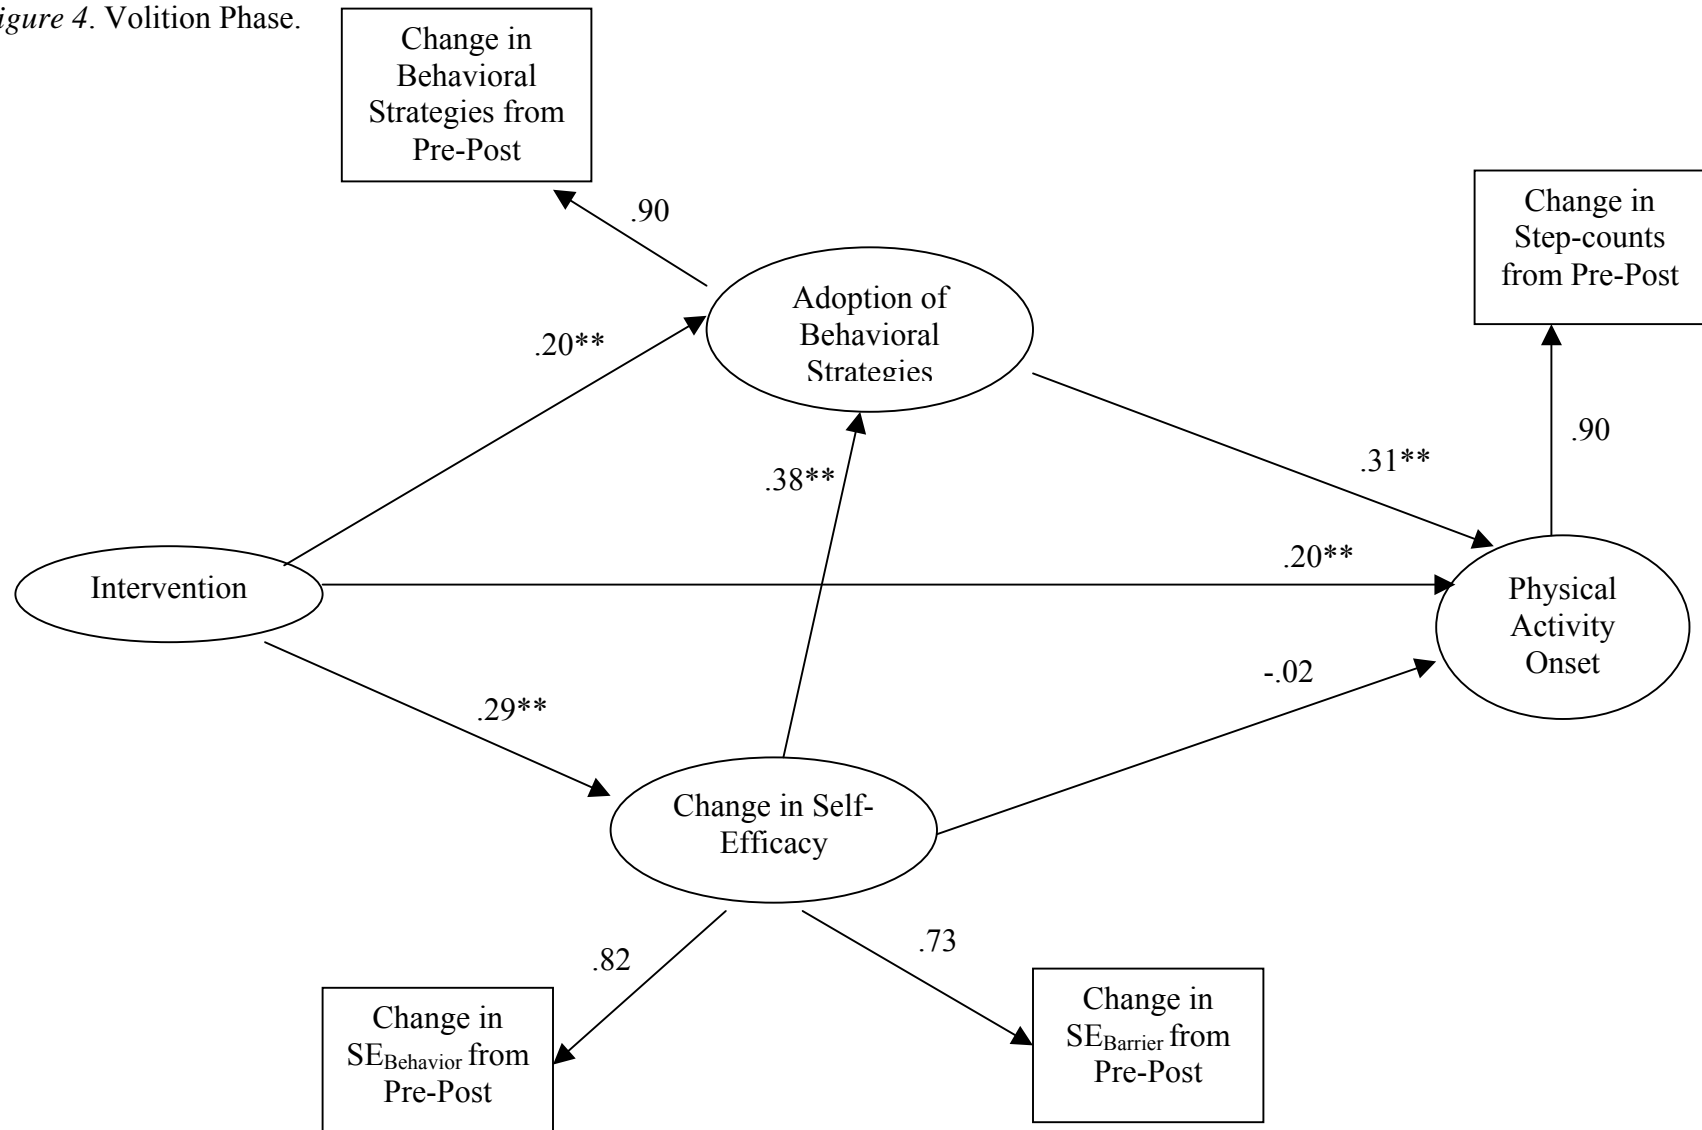 igure 4. Volition Phase.
Change in
Behavioral
Strategies from
Pre-Post
.90
Change in
Step-counts
from Pre-Post
Adoption of
Behavioral
Strategies
.20**
.90
.38**
.31**
Intervention
.20**
Physical
Activity
Onset
-.02
.29**
Change in Self-
Efficacy
.82
.73
Change in
SEBehavior from
Pre-Post
Change in
SEBarrier from
Pre-Post